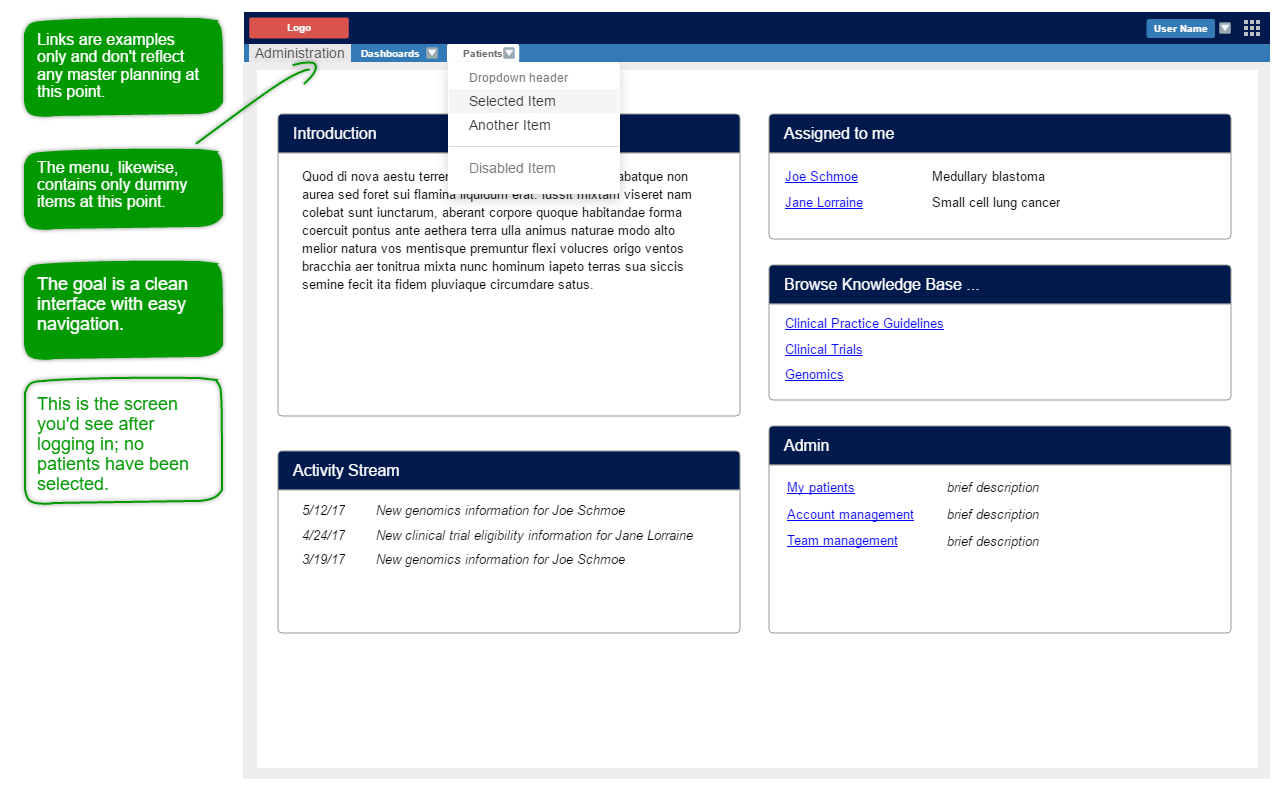 Links are examples
only and don't reflect
any master planning at
this point.
The menu, likewise,
contains only dummy
items at this point.
The goal is a clean
interface with easy
navigation.
This is the screen
you'd see after
logging in; no
patients have been
selected.
Logo
User Name
Administration
Dashboards
Patients
Dropdown header
Selected Item
Another Item
Disabled Item
Introduction
Quod di nova aestu terrer abatque non
aurea sed foret sui flamina liquidum erat. Iussit mixtam viseret nam
colebat sunt iunctarum, aberant corpore quoque habitandae forma
coercuit pontus ante aethera terra ulla animus naturae modo alto
melior natura vos mentisque premuntur flexi volucres origo ventos
bracchia aer tonitrua mixta nunc hominum iapeto terras sua siccis
semine fecit ita fidem pluviaque circumdare satus.
Activity Stream
5/12/17 New genomics information for Joe Schmoe
4/24/17 New clinical trial eligibility information for Jane Lorraine
3/19/17 New genomics information for Joe Schmoe
Assigned to me
Joe Schmoe Medullary blastoma
Jane Lorraine Small cell lung cancer
Browse Knowledge Base ...
Clinical Practice Guidelines
Clinical Trials
Genomics
Admin
My patients brief description
Account management brief description
Team management brief description